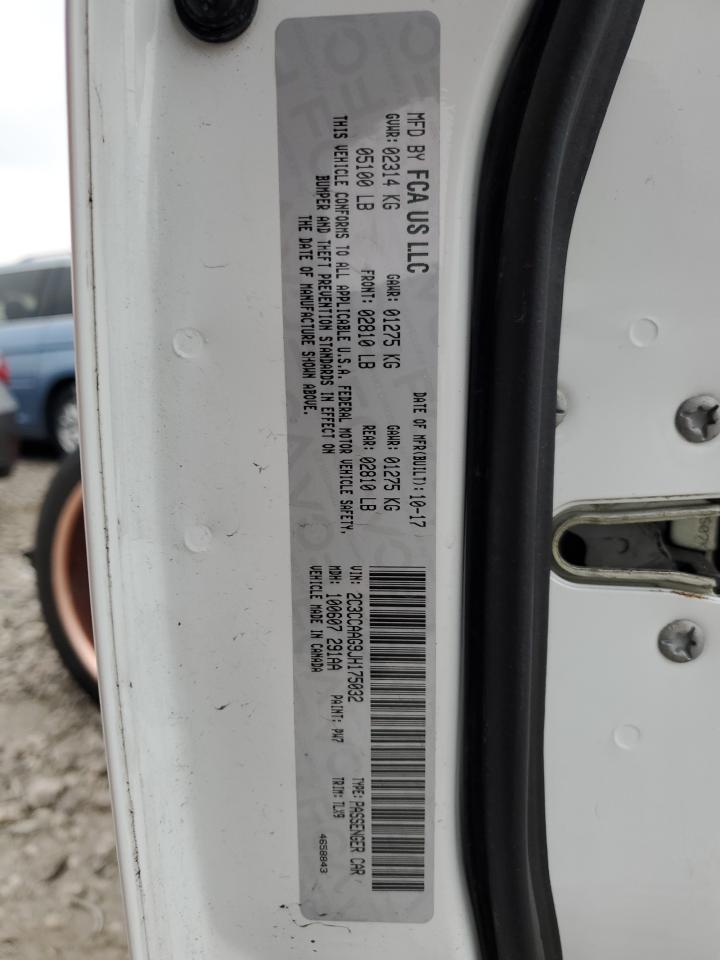 MFD BY FCA US LLC
DATE OF MFR(BUILT): 10-17
GVWR: 02314 KG
GAWR: 01275 KG
GAWR: 01275 KG
05100 LB
FRONT: 02810 LB
REAR: 02810 LB
THIS VEHICLE CONFORMS TO ALL APPLICABLE U.S.A. FEDERAL MOTOR VEHICLE SAFETY,
BUMPER AND THEFT PREVENTION STANDARDS IN EFFECT ON
THE DATE OF MANUFACTURE SHOWN ABOVE.
VIN: 2C3CCAAG9JH175032
TYPE: PASSENGER CAR
MDH: 100607 291AA
PAINT: PW7
TRIM: TLX9
VEHICLE MADE IN CANADA
4658843